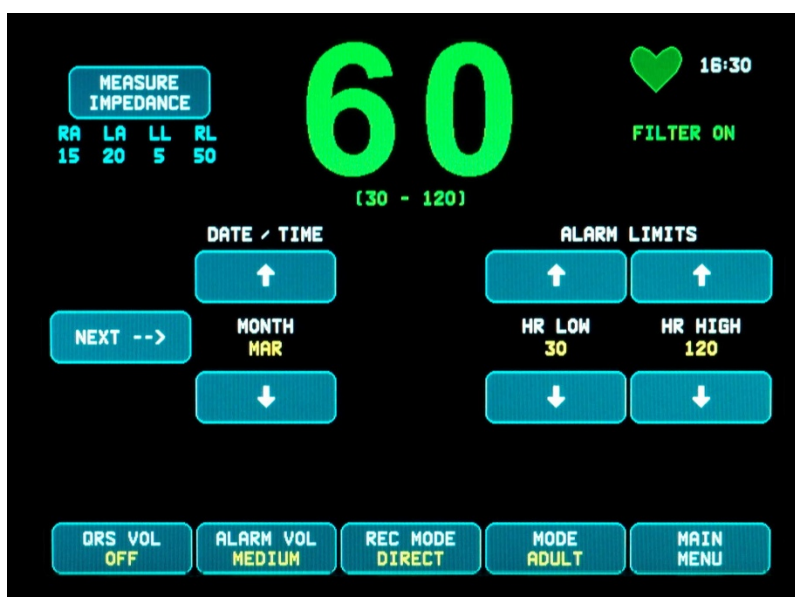 MEASURE
IMPEDANCE
RA LA LL RL
15 20 5 50
60
(30 - 120)
16:30
FILTER ON
DATE / TIME
ALARM LIMITS
NEXT -->
MONTH
MAR
HR LOW
30
HR HIGH
120
QRS VOL
OFF
ALARM VOL
MEDIUM
REC MODE
DIRECT
MODE
ADULT
MAIN
MENU